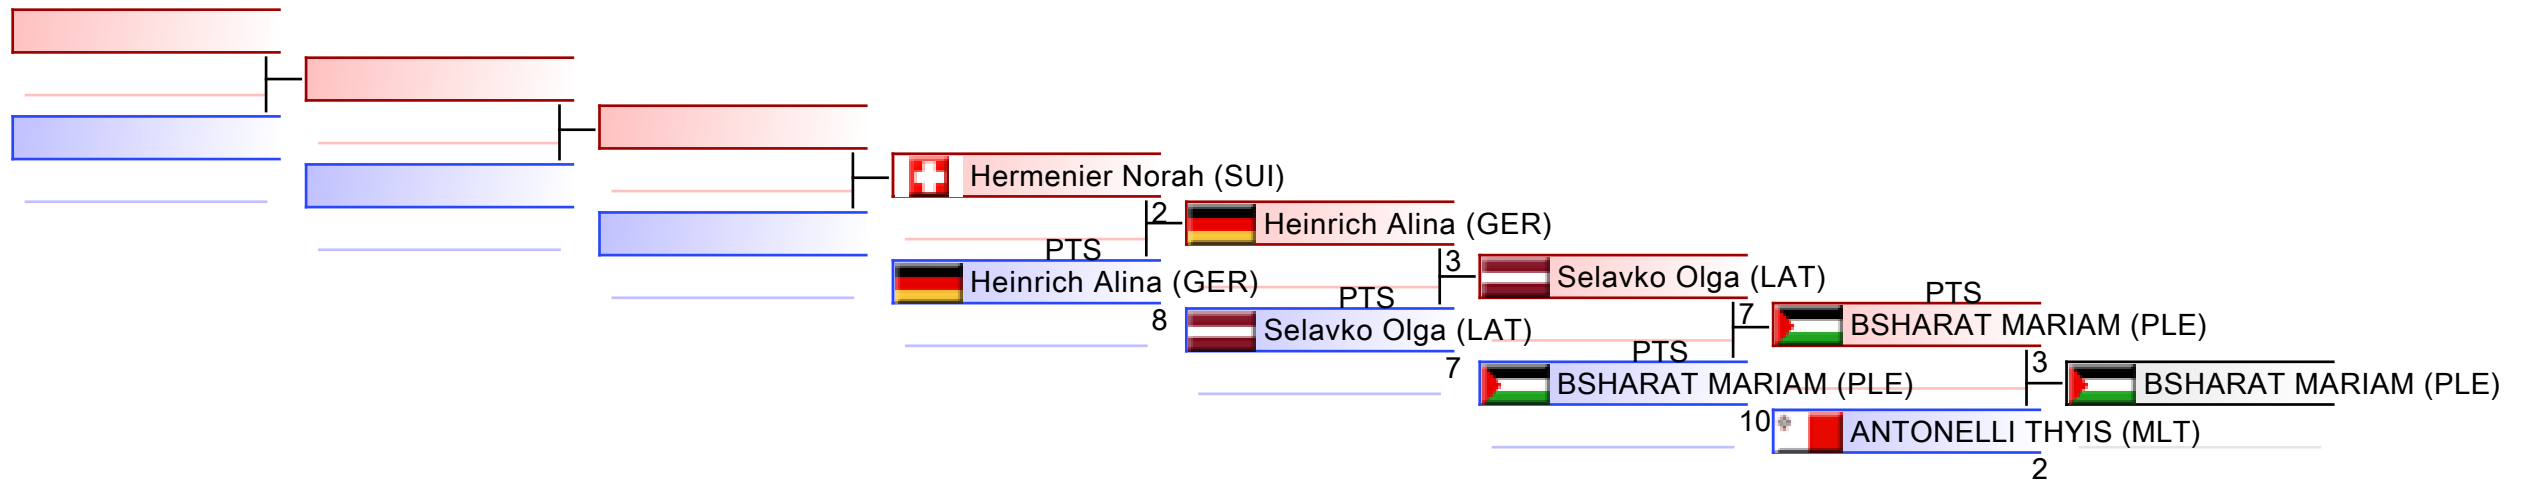 Hermenier Norah (SUI)
2
Heinrich Alina (GER)
PTS
Heinrich Alina (GER)
8
3
Selavko Olga (LAT)
PTS
Selavko Olga (LAT)
7
7
PTS
BSHARAT MARIAM (PLE)
PTS
BSHARAT MARIAM (PLE)
10
3
BSHARAT MARIAM (PLE)
ANTONELLI THYIS (MLT)
2